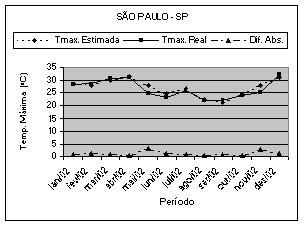 SÃO PAULO - SP
Tmax. Estimada Tmax. Real Dif. Abs.
Temp. Máxima (ºC)
35
30
25
20
15
10
5
0
jan/02 fev/02 mar/02 abr/02 mai/02 jun/02 jul/02 ago/02 set/02 out/02 nov/02 dez/02
Período